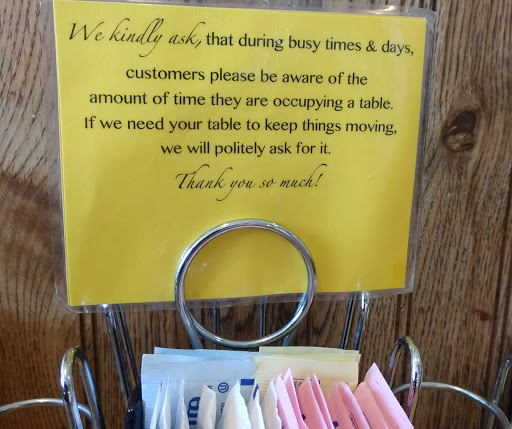 We kindly ask, that during busy times & days,
customers please be aware of the
amount of time they are occupying a table.
If we need your table to keep things moving,
we will politely ask for it.
Thank you so much!